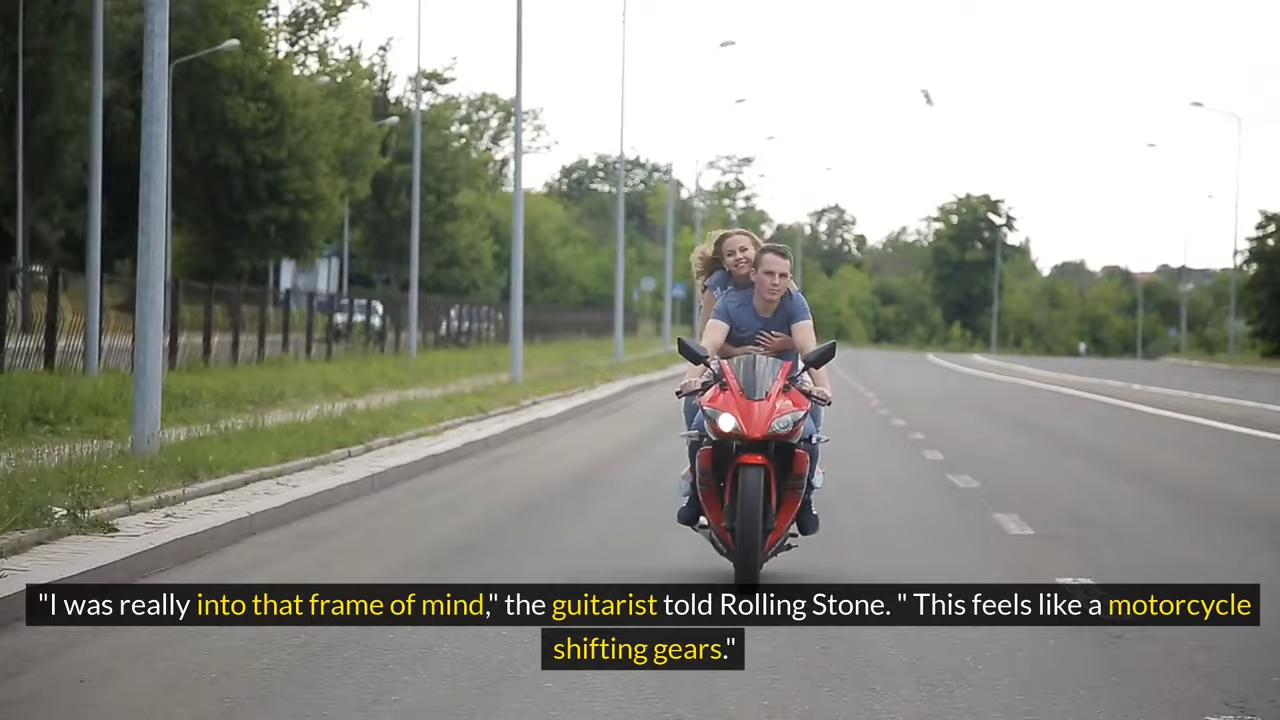 "I was really into that frame of mind," the guitarist told Rolling Stone. " This feels like a motorcycle
shifting gears."